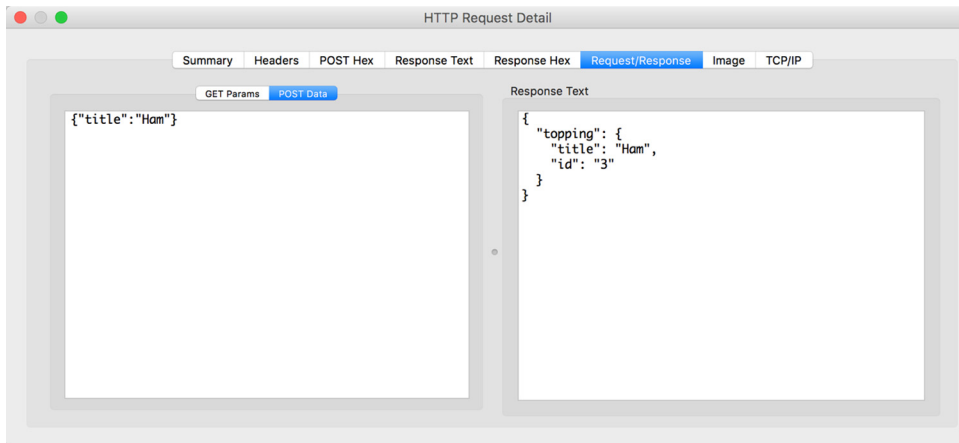 HTTP Request Detail
Summary Headers POST Hex Response Text Response Hex Request/Response Image TCP/IP
GET Params POST Data
{"title":"Ham"}
Response Text
{
  "topping": {
    "title": "Ham",
    "id": "3"
  }
}